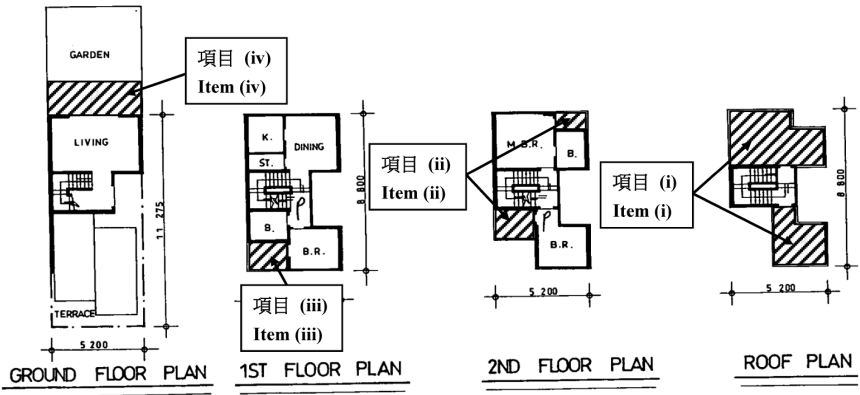 GARDEN
項目 (iv)
Item (iv)
LIVING
11 275
TERRACE
5 200
GROUND FLOOR PLAN
K.
DINING
ST.
B.
B.R.
8 800
項目 (iii)
Item (iii)
1ST FLOOR PLAN
項目 (ii)
Item (ii)
M.B.R.
B.
B.R.
5 200
2ND FLOOR PLAN
項目 (i)
Item (i)
8 800
5 200
ROOF PLAN